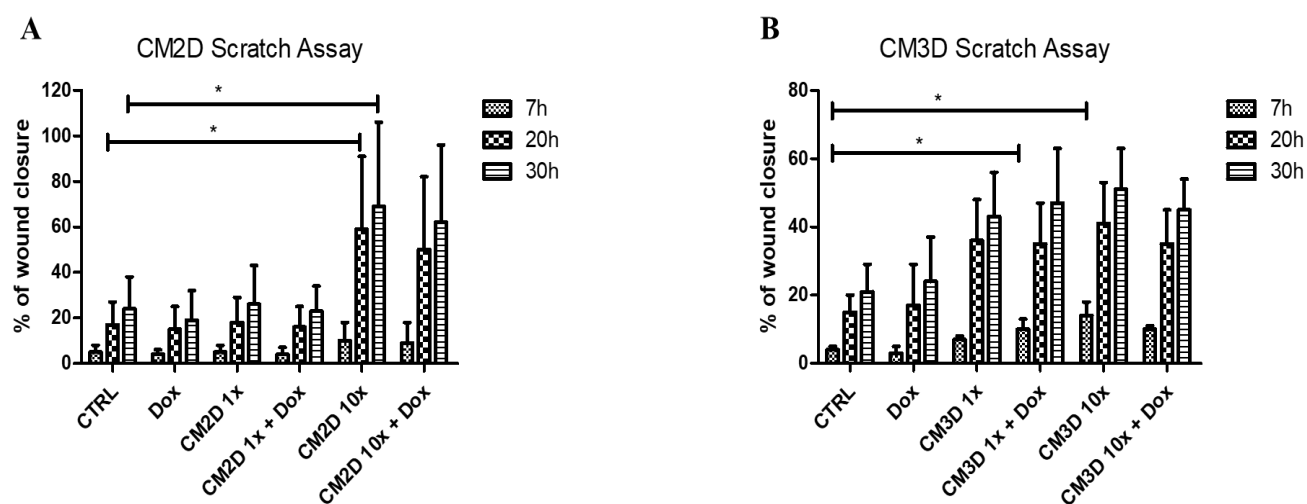 A
CM2D Scratch Assay
% of wound closure
120
100
80
60
40
20
0
*
*
7h
20h
30h
CTRL
Dox
CM2D 1x
CM2D 1x + Dox
CM2D 10x
CM2D 10x + Dox
B
CM3D Scratch Assay
% of wound closure
80
60
40
20
0
*
*
7h
20h
30h
CTRL
Dox
CM3D 1x
CM3D 1x + Dox
CM3D 10x
CM3D 10x + Dox